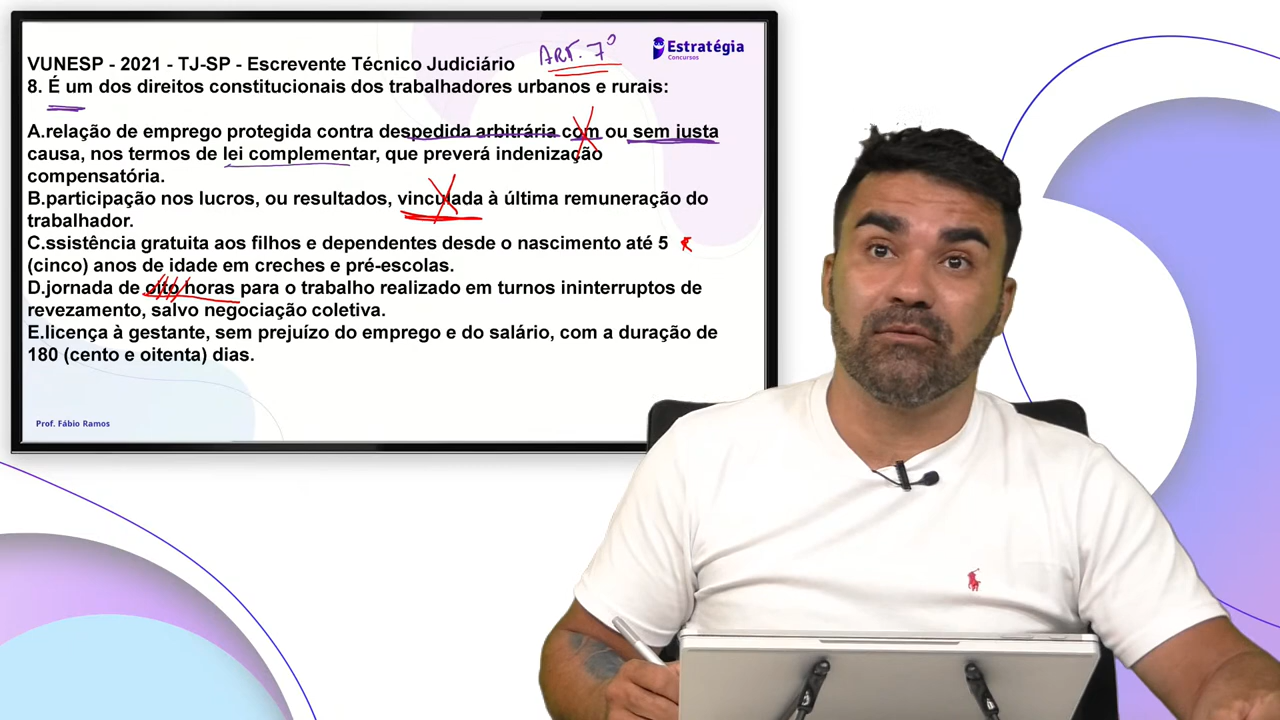 VUNESP - 2021 - TJ-SP - Escrevente Técnico Judiciário
ART. 7º
Estratégia
Concursos
8. É um dos direitos constitucionais dos trabalhadores urbanos e rurais:
A.relação de emprego protegida contra despedida arbitrária com ou sem justa
causa, nos termos de lei complementar, que preverá indenização
compensatória.
B.participação nos lucros, ou resultados, vinculada à última remuneração do
trabalhador.
C.ssistência gratuita aos filhos e dependentes desde o nascimento até 5
(cinco) anos de idade em creches e pré-escolas.
D.jornada de oito horas para o trabalho realizado em turnos ininterruptos de
revezamento, salvo negociação coletiva.
E.licença à gestante, sem prejuízo do emprego e do salário, com a duração de
180 (cento e oitenta) dias.
Prof. Fábio Ramos